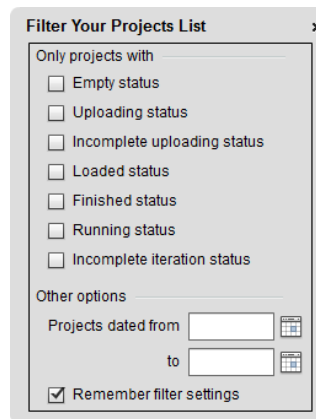 Filter Your Projects List
Only projects with
Empty status
Uploading status
Incomplete uploading status
Loaded status
Finished status
Running status
Incomplete iteration status
Other options
Projects dated from
to
Remember filter settings